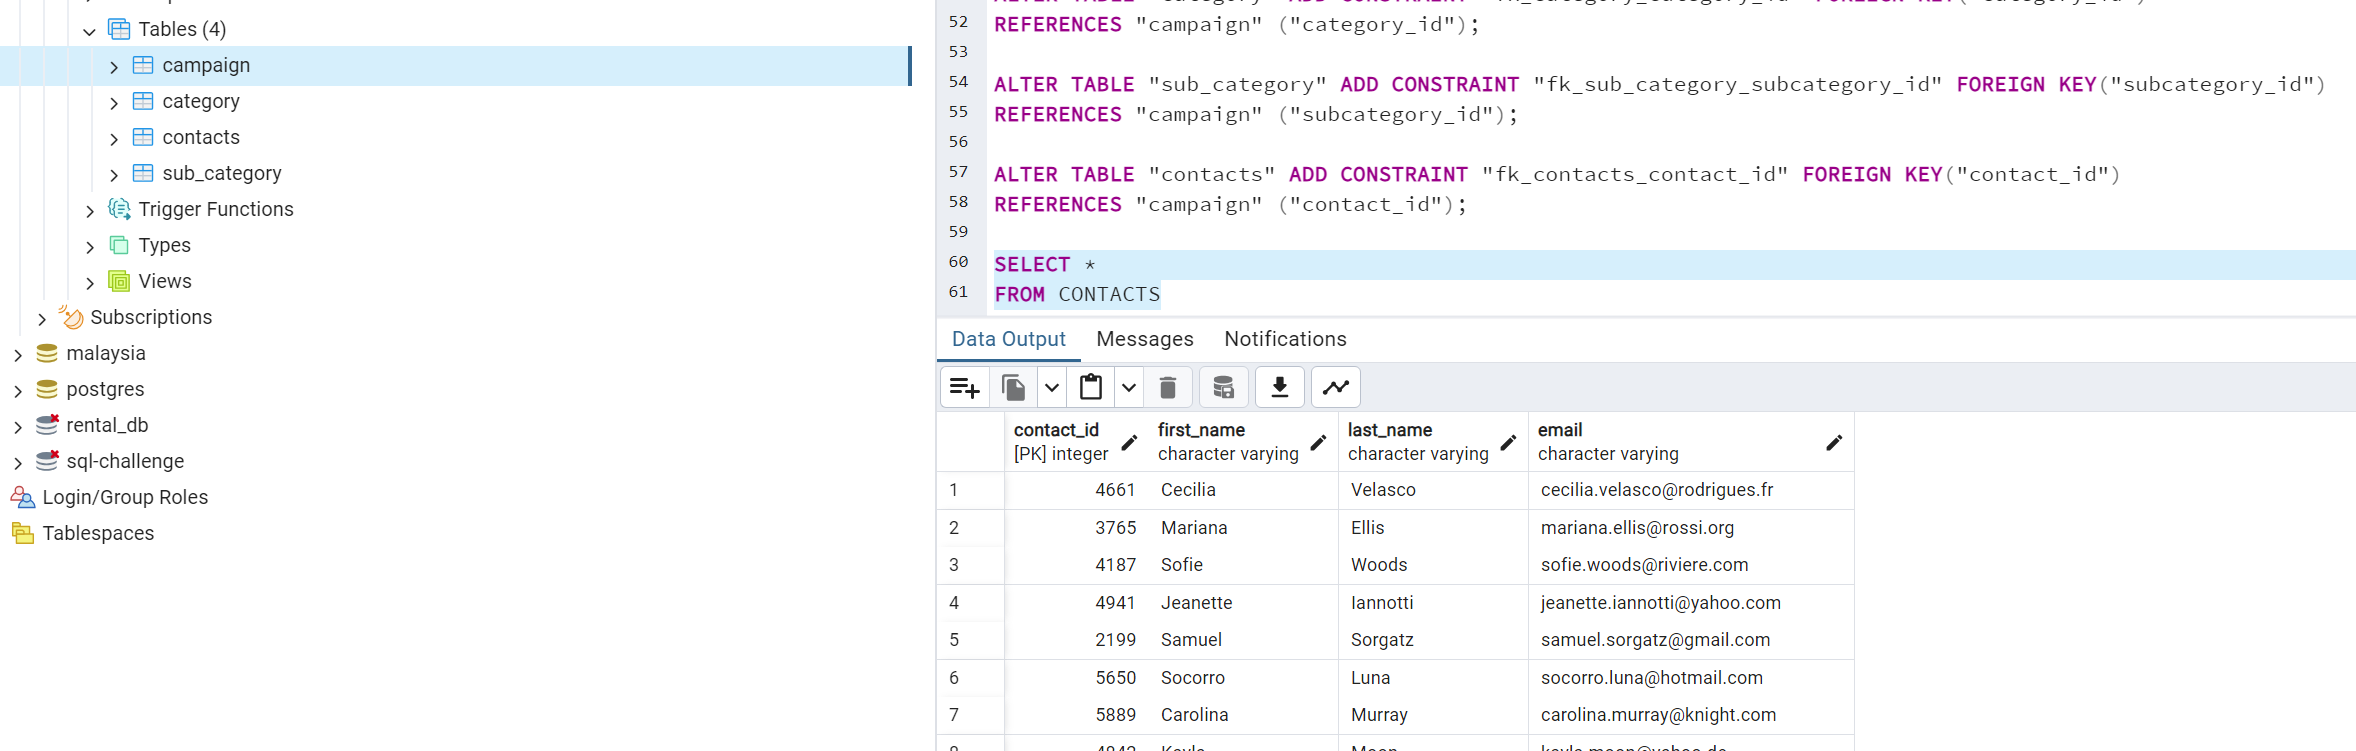 Tables (4)
campaign
category
contacts
sub_category
Trigger Functions
Types
Views
Subscriptions
malaysia
postgres
rental_db
sql-challenge
Login/Group Roles
Tablespaces
52 REFERENCES "campaign" ("category_id");
53
54 ALTER TABLE "sub_category" ADD CONSTRAINT "fk_sub_category_subcategory_id" FOREIGN KEY("subcategory_id")
55 REFERENCES "campaign" ("subcategory_id");
56
57 ALTER TABLE "contacts" ADD CONSTRAINT "fk_contacts_contact_id" FOREIGN KEY("contact_id")
58 REFERENCES "campaign" ("contact_id");
59
60 SELECT *
61 FROM CONTACTS
Data Output Messages Notifications
contact_id first_name last_name email
[PK] integer character varying character varying character varying
1 4661 Cecilia Velasco cecilia.velasco@rodrigues.fr
2 3765 Mariana Ellis mariana.ellis@rossi.org
3 4187 Sofie Woods sofie.woods@riviere.com
4 4941 Jeanette Iannotti jeanette.iannotti@yahoo.com
5 2199 Samuel Sorgatz samuel.sorgatz@gmail.com
6 5650 Socorro Luna socorro.luna@hotmail.com
7 5889 Carolina Murray carolina.murray@knight.com